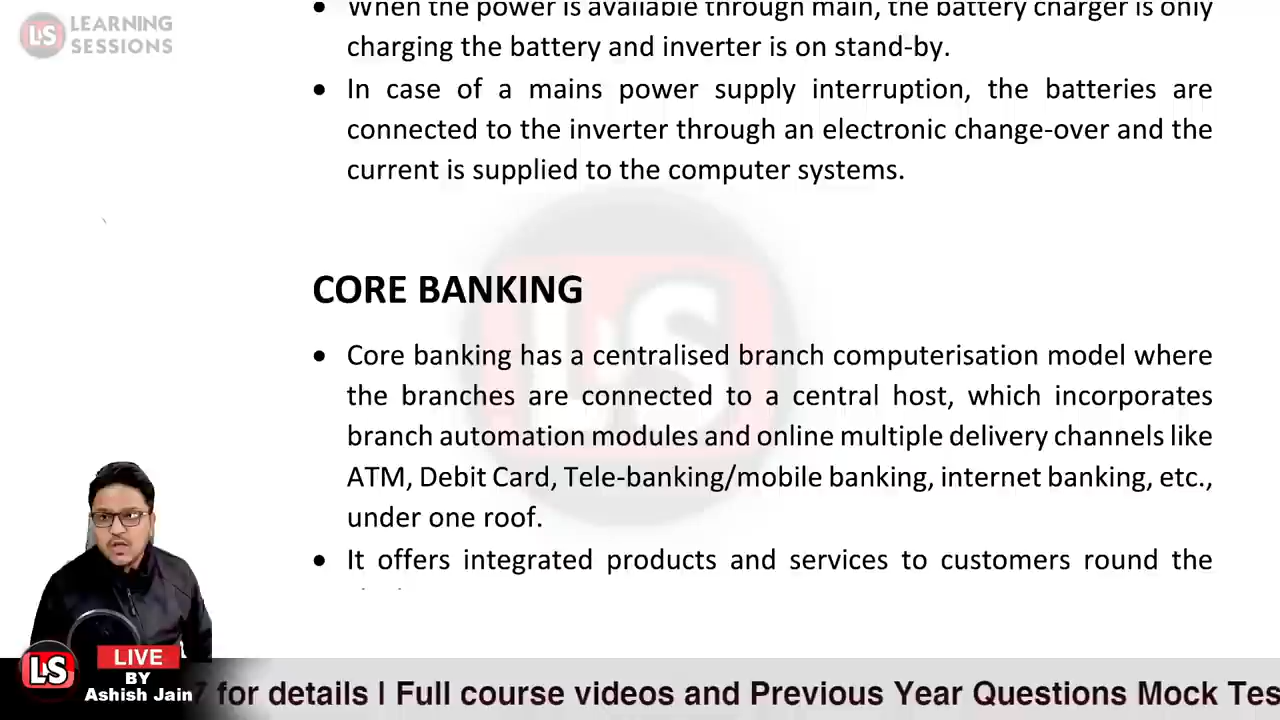 LEARNING
SESSIONS
LS
When the power is available through main, the battery charger is only
charging the battery and inverter is on stand-by.
In case of a mains power supply interruption, the batteries are
connected to the inverter through an electronic change-over and the
current is supplied to the computer systems.
CORE BANKING
Core banking has a centralised branch computerisation model where
the branches are connected to a central host, which incorporates
branch automation modules and online multiple delivery channels like
ATM, Debit Card, Tele-banking/mobile banking, internet banking, etc.,
under one roof.
It offers integrated products and services to customers round the
LS
LS
LIVE
BY
Ashish Jain
7 for details | Full course videos and Previous Year Questions Mock Tes